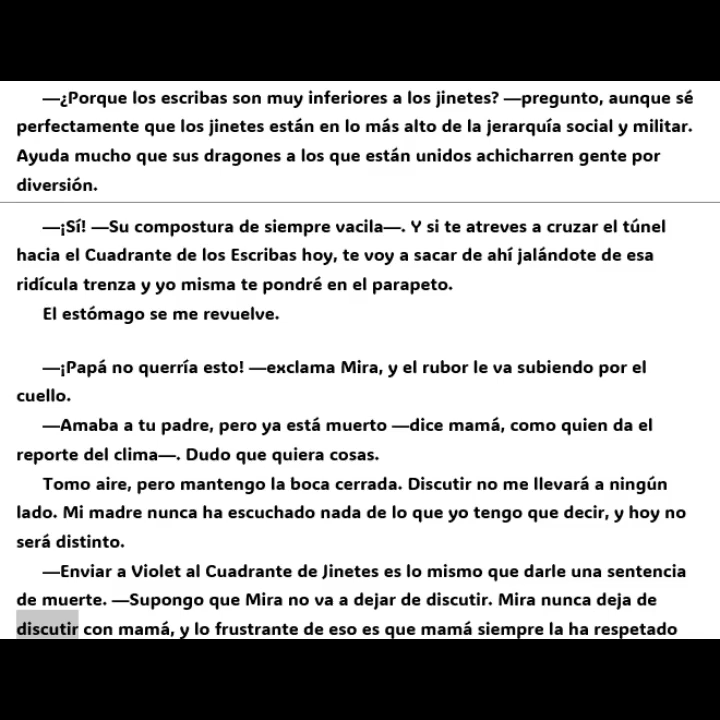 —¿Porque los escribas son muy inferiores a los jinetes? —pregunto, aunque sé
perfectamente que los jinetes están en lo más alto de la jerarquía social y militar.
Ayuda mucho que sus dragones a los que están unidos achicharren gente por
diversión.
—¡Sí! —Su compostura de siempre vacila—. Y si te atreves a cruzar el túnel
hacia el Cuadrante de los Escribas hoy, te voy a sacar de ahí jalándote de esa
ridícula trenza y yo misma te pondré en el parapeto.
El estómago se me revuelve.
—¡Papá no querría esto! —exclama Mira, y el rubor le va subiendo por el
cuello.
—Amaba a tu padre, pero ya está muerto —dice mamá, como quien da el
reporte del clima—. Dudo que quiera cosas.
Tomo aire, pero mantengo la boca cerrada. Discutir no me llevará a ningún
lado. Mi madre nunca ha escuchado nada de lo que yo tengo que decir, y hoy no
será distinto.
—Enviar a Violet al Cuadrante de Jinetes es lo mismo que darle una sentencia
de muerte. —Supongo que Mira no va a dejar de discutir. Mira nunca deja de
discutir con mamá, y lo frustrante de eso es que mamá siempre la ha respetado